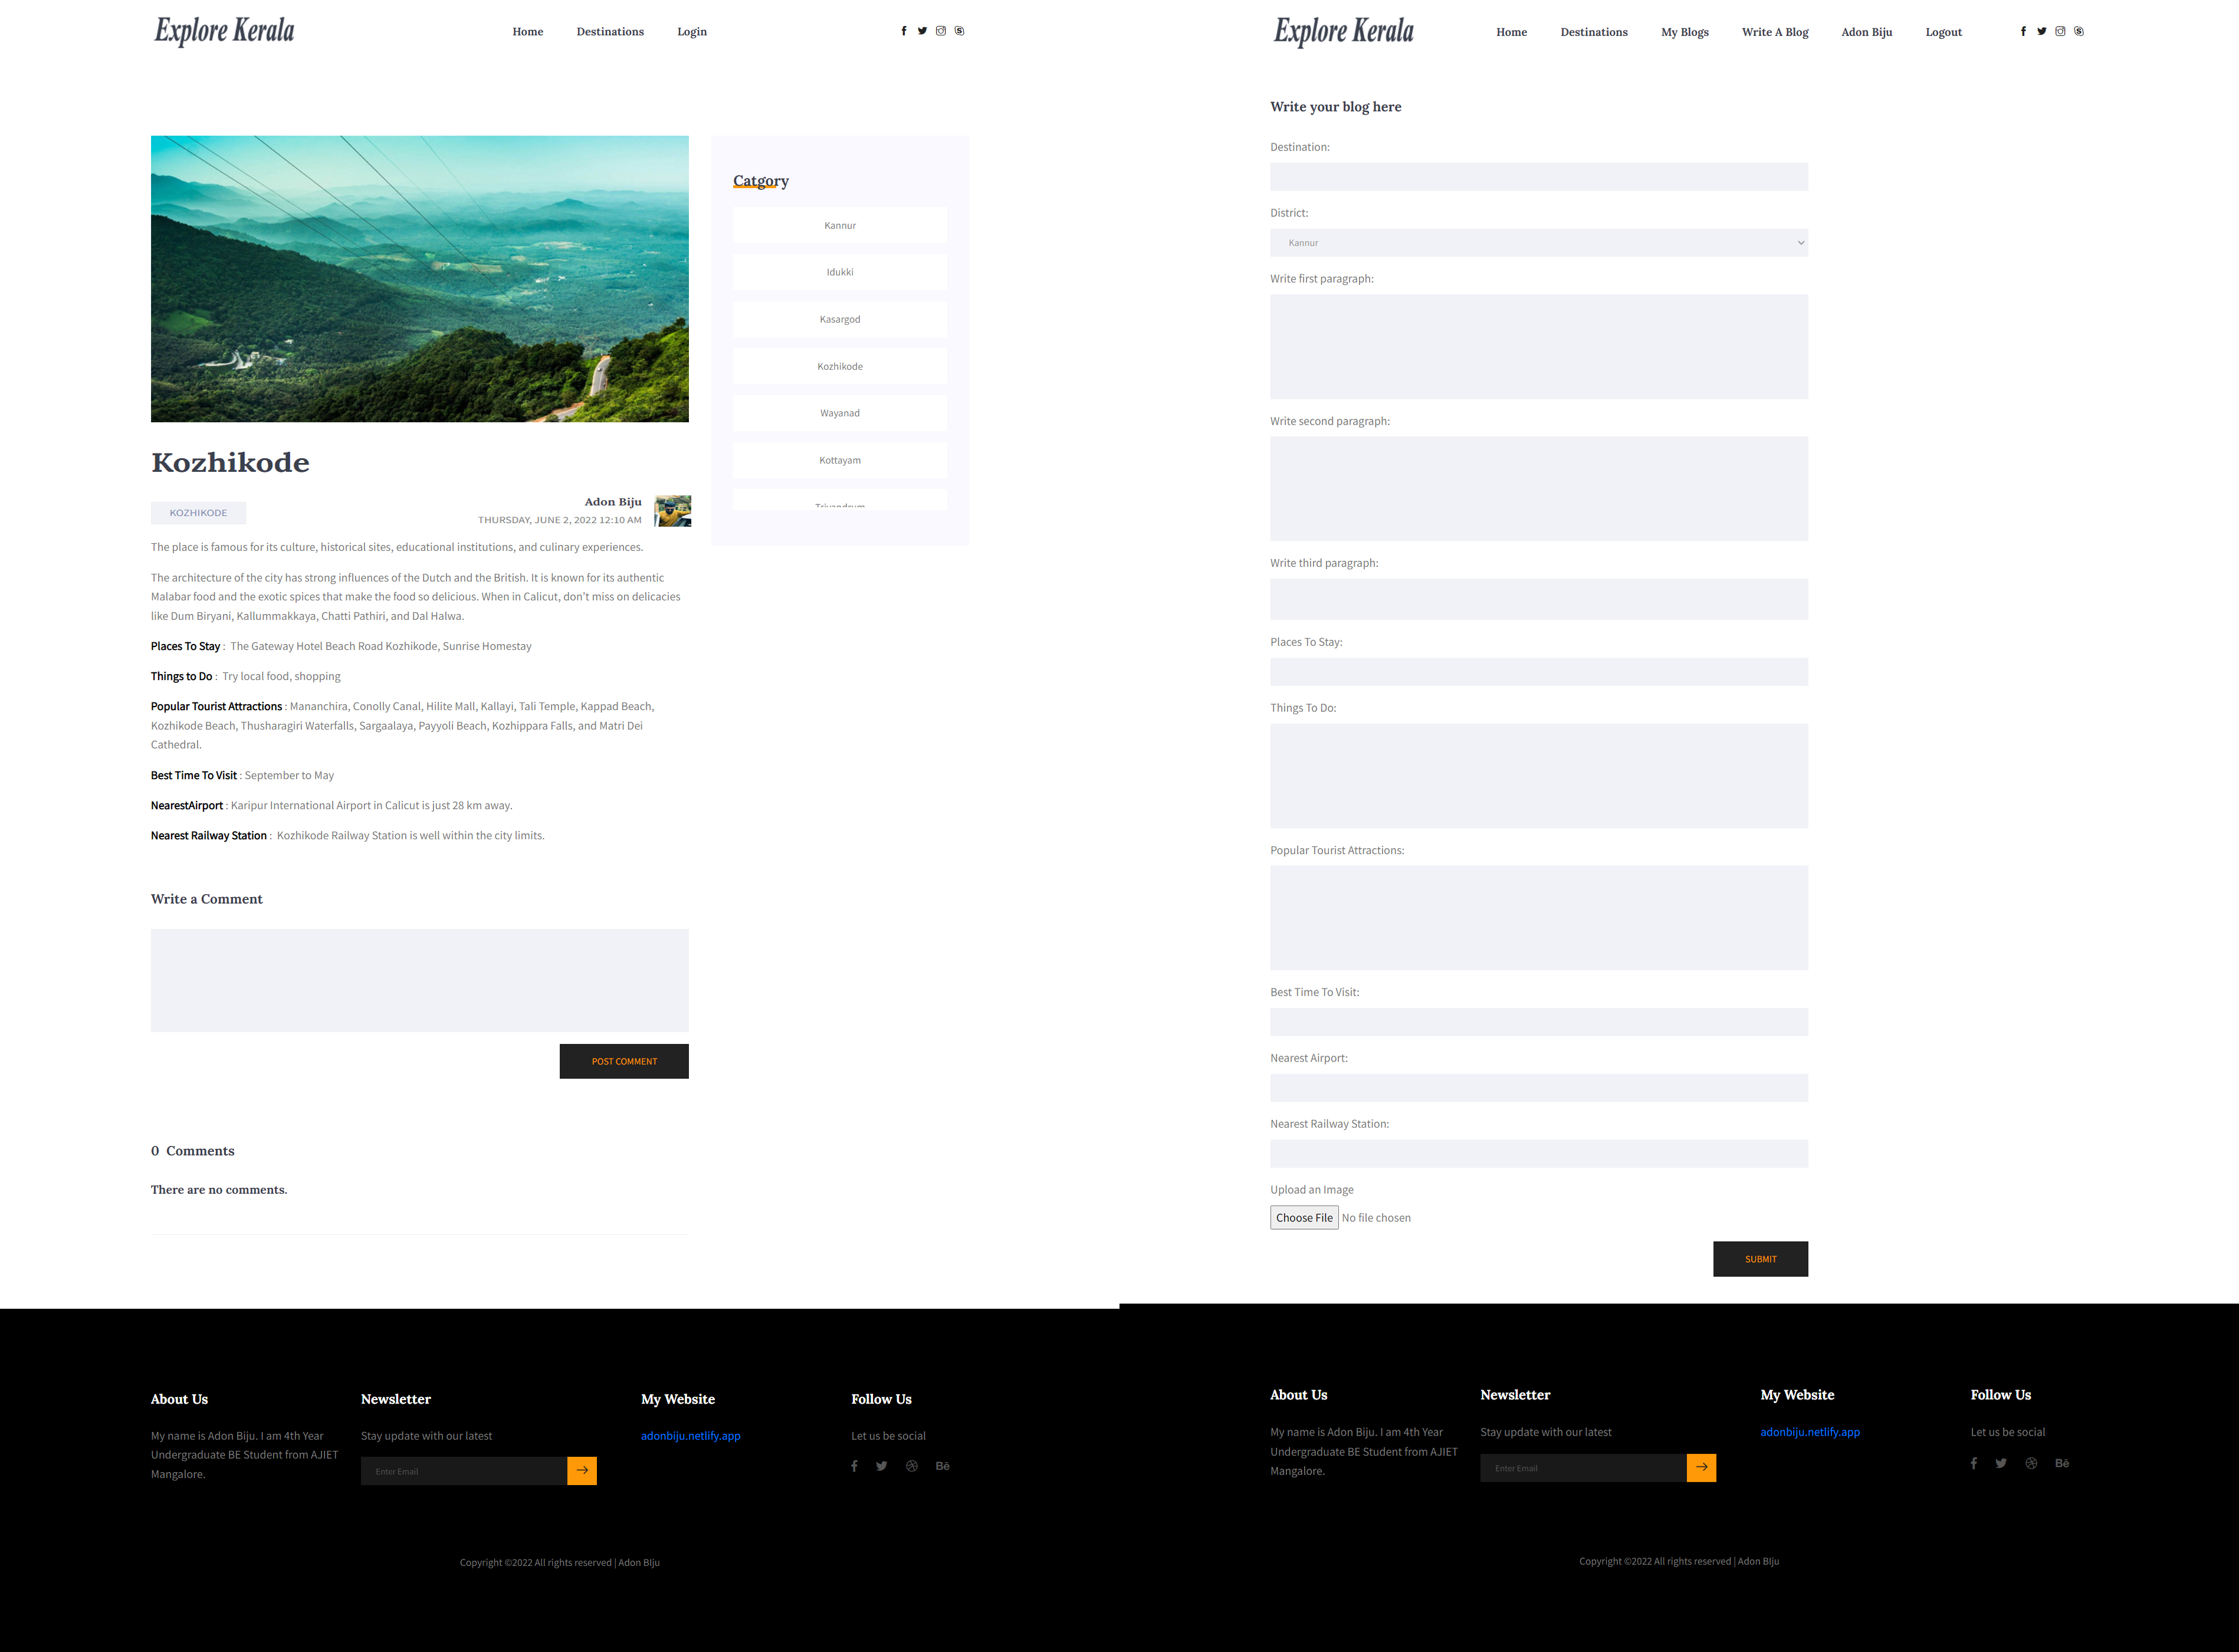 Explore Kerala
Home Destinations Login
Catgory
Kannur
Idukki
Kasargod
Kozhikode
Wayanad
Kottayam
Trivandrum
Kozhikode
KOZHIKODE
Adon Biju
THURSDAY, JUNE 2, 2022 12:10 AM
The place is famous for its culture, historical sites, educational institutions, and culinary experiences.
The architecture of the city has strong influences of the Dutch and the British. It is known for its authentic
Malabar food and the exotic spices that make the food so delicious. When in Calicut, don't miss on delicacies
like Dum Biryani, Kallummakkaya, Chatti Pathiri, and Dal Halwa.
Places To Stay : The Gateway Hotel Beach Road Kozhikode, Sunrise Homestay
Things to Do : Try local food, shopping
Popular Tourist Attractions : Mananchira, Conolly Canal, Hilite Mall, Kallayi, Tali Temple, Kappad Beach,
Kozhikode Beach, Thusharagiri Waterfalls, Sargaalaya, Payyoli Beach, Kozhippara Falls, and Matri Dei
Cathedral.
Best Time To Visit : September to May
NearestAirport : Karipur International Airport in Calicut is just 28 km away.
Nearest Railway Station : Kozhikode Railway Station is well within the city limits.
Write a Comment
POST COMMENT
0 Comments
There are no comments.
About Us
My name is Adon Biju. I am 4th Year
Undergraduate BE Student from AJIET
Mangalore.
Newsletter
Stay update with our latest
Enter Email
My Website
adonbiju.netlify.app
Follow Us
Let us be social
Bē
Copyright ©2022 All rights reserved | Adon BIju
Explore Kerala
Home Destinations My Blogs Write A Blog Adon Biju Logout
Write your blog here
Destination:
District:
Kannur
Write first paragraph:
Write second paragraph:
Write third paragraph:
Places To Stay:
Things To Do:
Popular Tourist Attractions:
Best Time To Visit:
Nearest Airport:
Nearest Railway Station:
Upload an Image
Choose File No file chosen
SUBMIT
About Us
My name is Adon Biju. I am 4th Year
Undergraduate BE Student from AJIET
Mangalore.
Newsletter
Stay update with our latest
Enter Email
My Website
adonbiju.netlify.app
Follow Us
Let us be social
Bē
Copyright ©2022 All rights reserved | Adon BIju